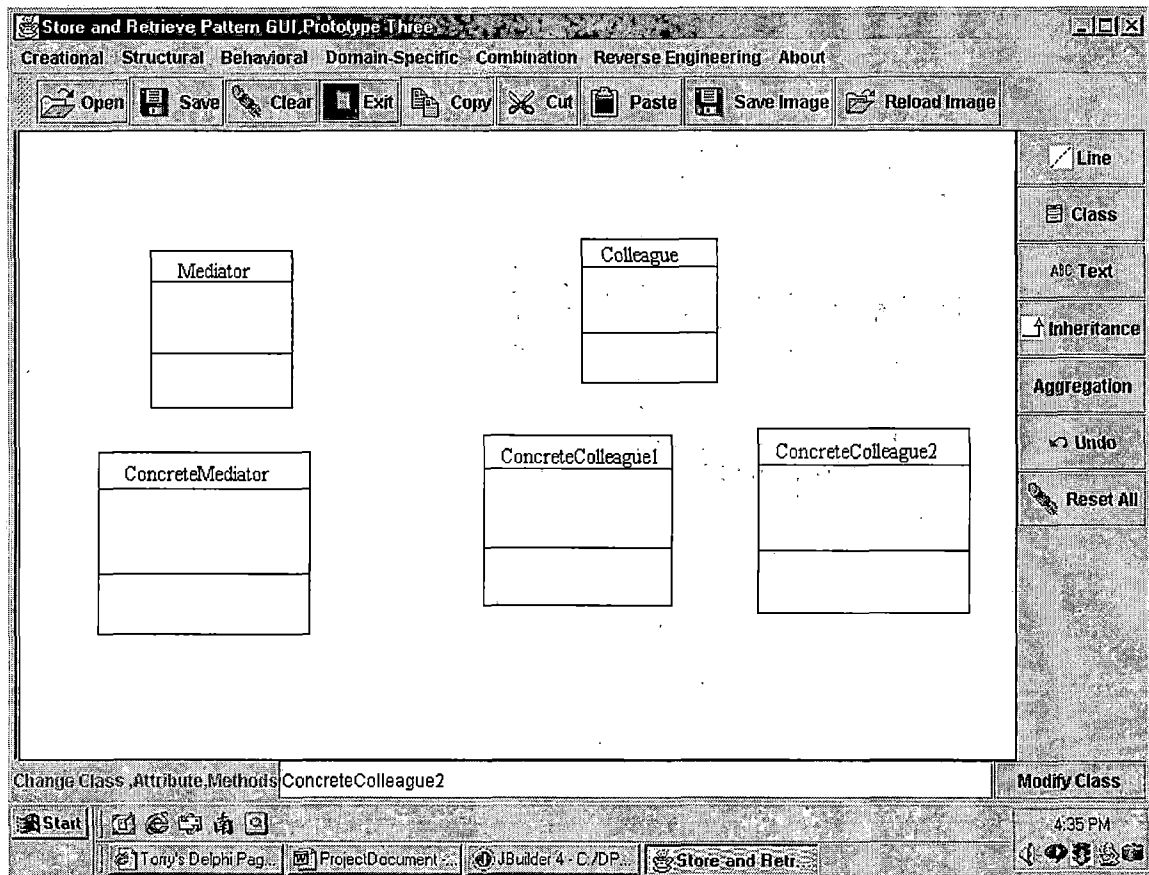 Store and Retrieve Pattern GUI,Prototype Three
Creational Structural Behavioral Domain-Specific Combination Reverse Engineering About
Open Save Clear Exit Copy Cut Paste Save Image Reload Image
Line
Class
ABC Text
Inheritance
Aggregation
Undo
Reset All
Mediator
Colleague
ConcreteMediator
ConcreteColleague1
ConcreteColleague2
Change Class ,Attribute,Methods ConcreteColleague2 Modify Class
Start 4:35 PM
Tony's Delphi Pag... ProjectDocument -... JBuilder 4 - C:/DP... Store and Retr...